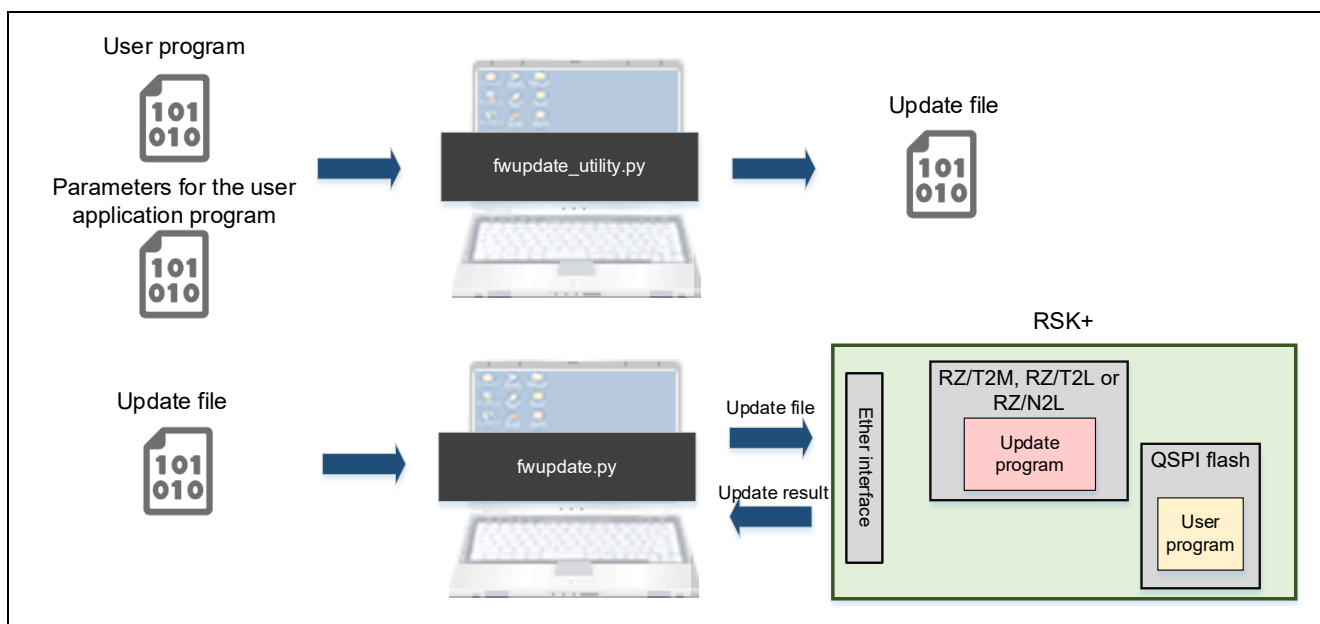 User program
101
010
Parameters for the user
application program
101
010
fwupdate_utility.py
Update file
101
010
Update file
101
010
fwupdate.py
Update file
Update result
RSK+
Ether interface
RZ/T2M, RZ/T2L or
RZ/N2L
Update
program
QSPI flash
User
program